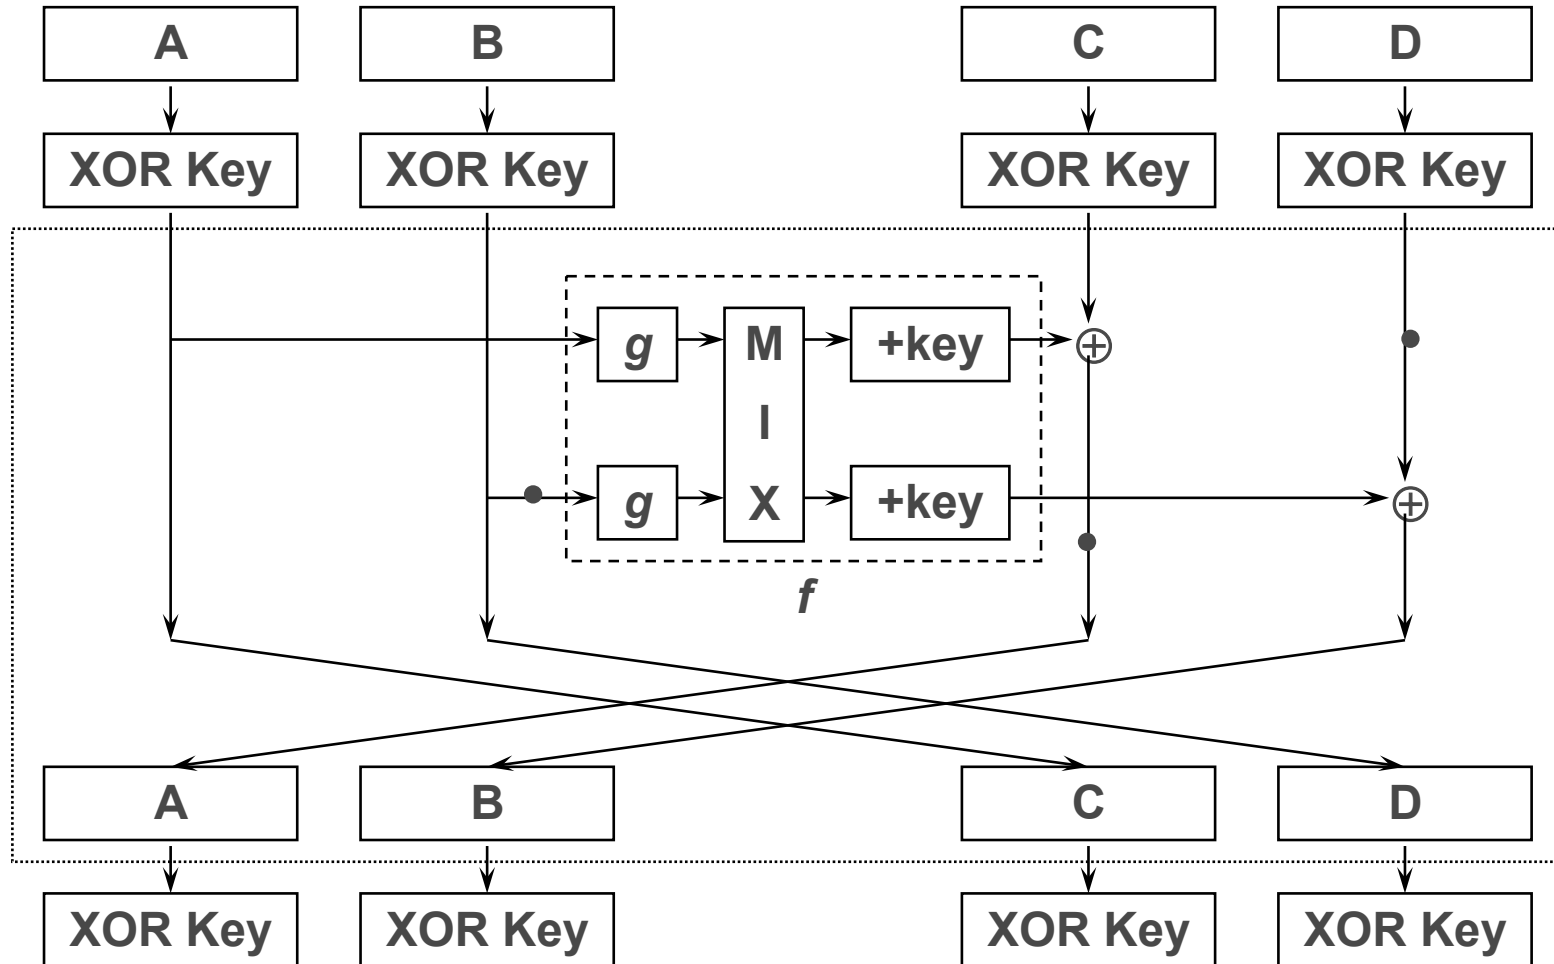 A B C D
XOR Key XOR Key XOR Key XOR Key
g M +key ⊕
I
g X +key ⊕
f
A B C D
XOR Key XOR Key XOR Key XOR Key